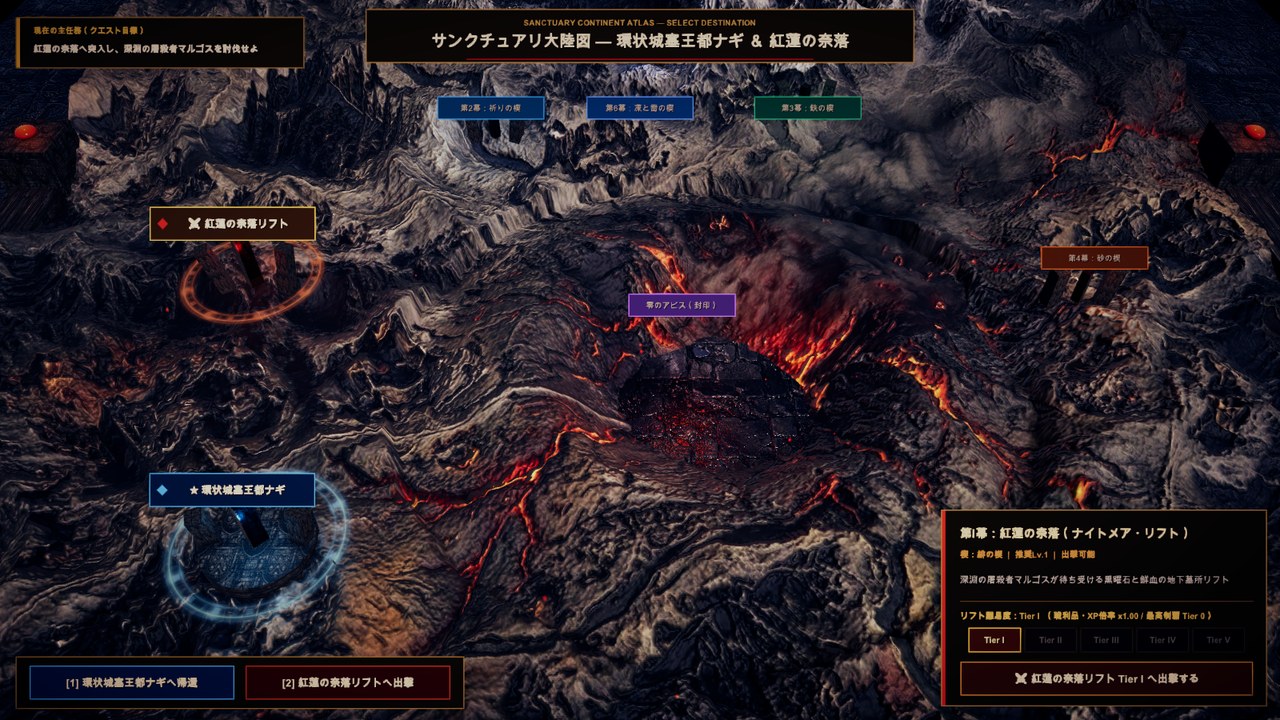 現在の主任務 ( クエスト目標 )
紅蓮の奈落へ突入し、深淵の屠殺者マルゴスを討伐せよ
SANCTUARY CONTINENT ATLAS — SELECT DESTINATION
サンクチュアリ大陸図 — 環状城塞王都ナギ & 紅蓮の奈落
第2幕：祈りの楔
第6幕：凍と雪の楔
第3幕：鉄の楔
紅蓮の奈落リフト
第4幕：砂の楔
零のアビス ( 封印 )
★ 環状城塞王都ナギ
第I幕：紅蓮の奈落 ( ナイトメア・リフト )
楔：緋の楔 | 推奨Lv.1 | 出撃可能
深淵の屠殺者マルゴスが待ち受ける黒曜石と鮮血の地下墓所リフト
リフト難易度：Tier I ( 戦利品・XP倍率 x1.00 / 最高制覇 Tier 0 )
Tier I Tier II Tier III Tier IV Tier V
紅蓮の奈落リフト Tier I へ出撃する
[1] 環状城塞王都ナギへ帰還
[2] 紅蓮の奈落リフトへ出撃